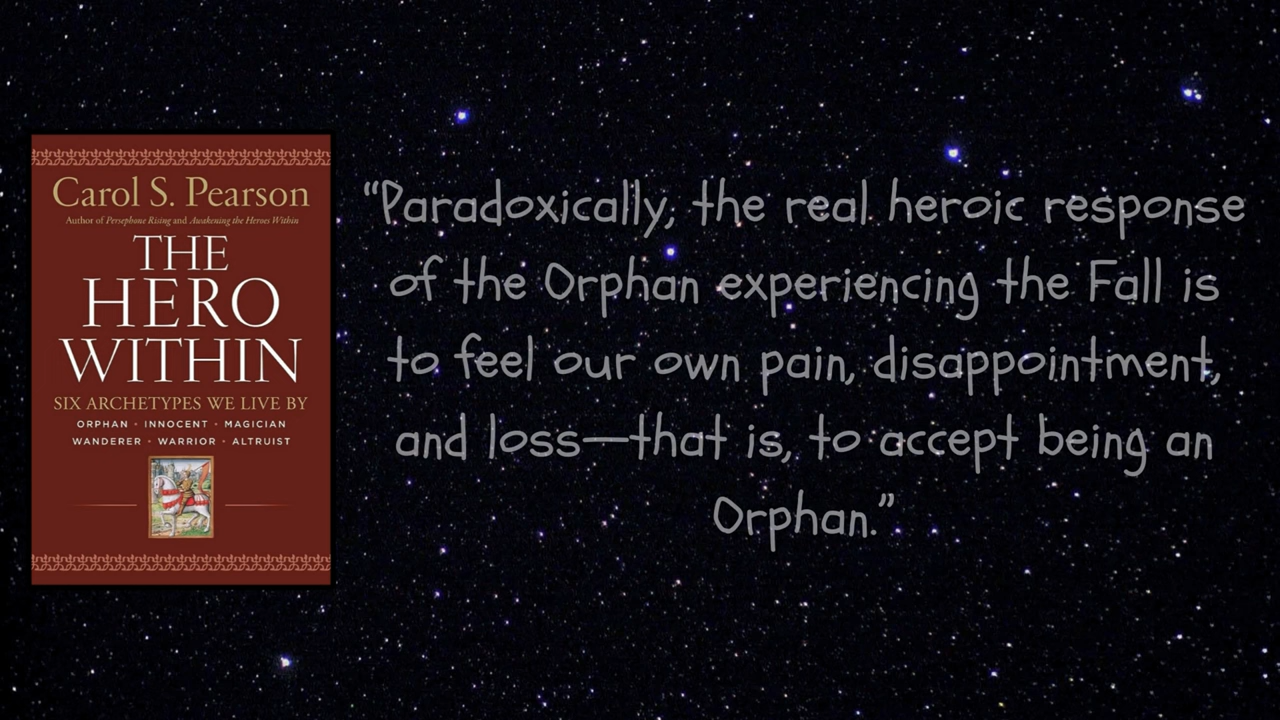 Carol S. Pearson
Author of Persephone Rising and Awakening the Heroes Within
THE
HERO
WITHIN
SIX ARCHETYPES WE LIVE BY
ORPHAN • INNOCENT • MAGICIAN
WANDERER • WARRIOR • ALTRUIST
“Paradoxically, the real heroic response
of the Orphan experiencing the Fall is
to feel our own pain, disappointment,
and loss—that is, to accept being an
Orphan.”